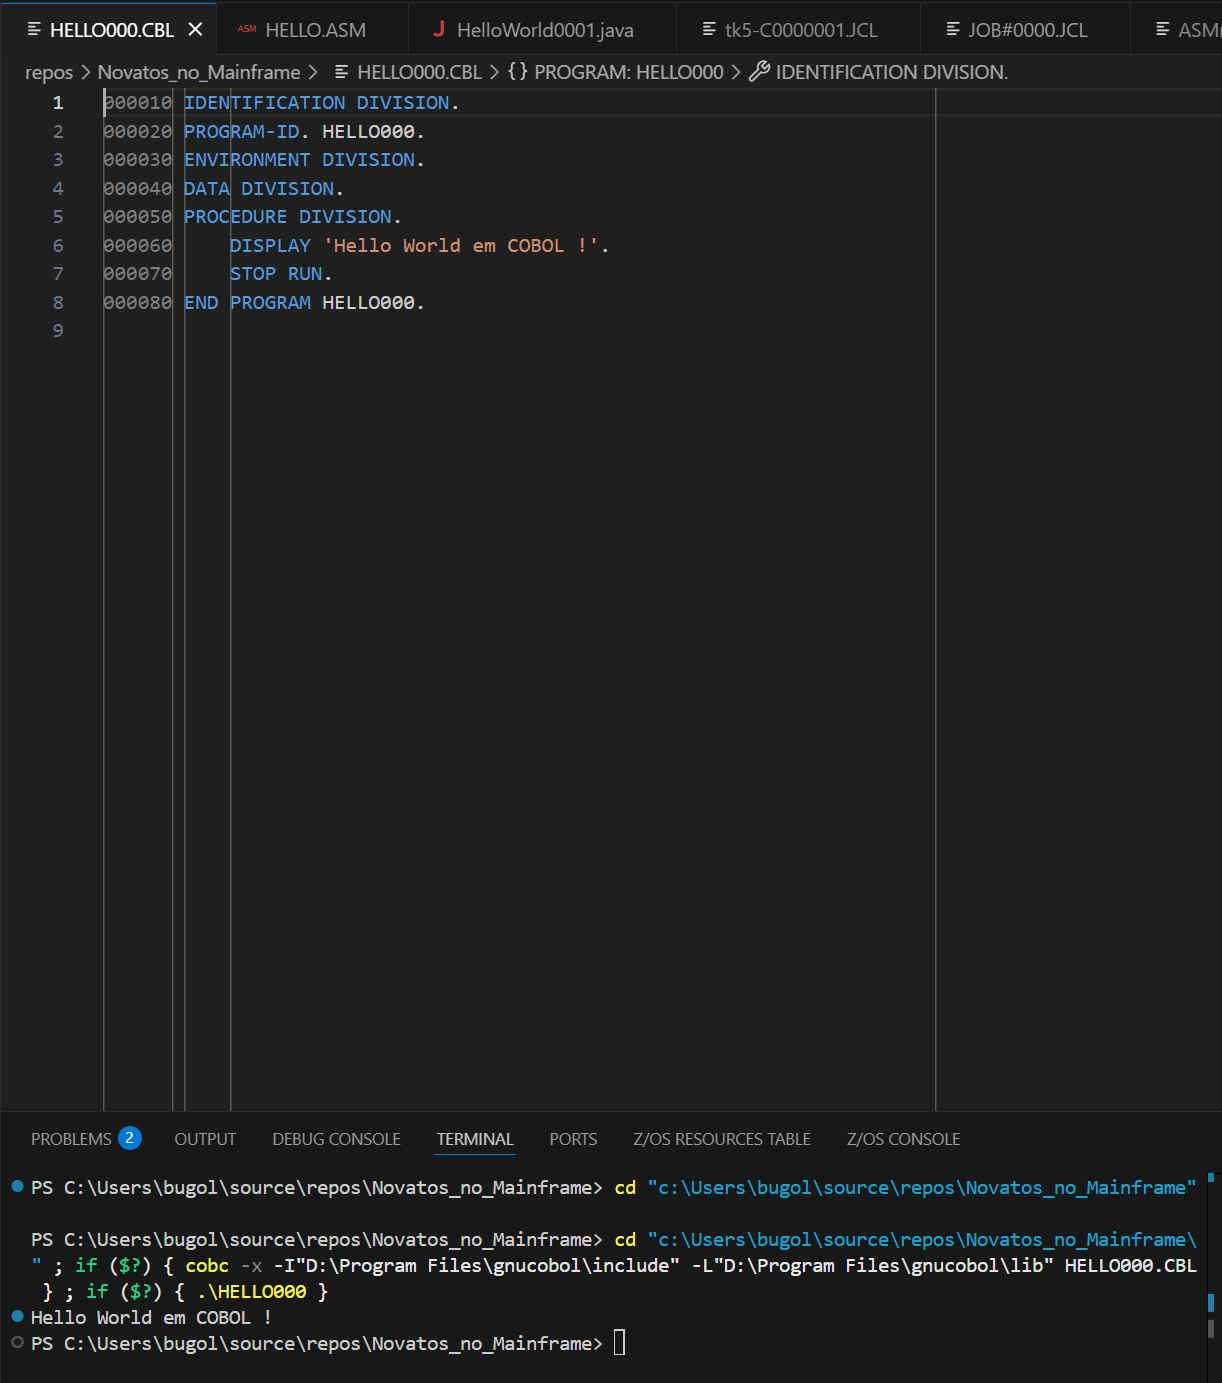 HELLO000.CBL ASM HELLO.ASM J HelloWorld0001.java tk5-C0000001.JCL JOB#0000.JCL
repos > Novatos_no_Mainframe > HELLO000.CBL > {} PROGRAM: HELLO000 > IDENTIFICATION DIVISION.
1 000010 IDENTIFICATION DIVISION.
2 000020 PROGRAM-ID. HELLO000.
3 000030 ENVIRONMENT DIVISION.
4 000040 DATA DIVISION.
5 000050 PROCEDURE DIVISION.
6 000060     DISPLAY 'Hello World em COBOL !'.
7 000070     STOP RUN.
8 000080 END PROGRAM HELLO000.
9
PROBLEMS 2 OUTPUT DEBUG CONSOLE TERMINAL PORTS Z/OS RESOURCES TABLE Z/OS CONSOLE
PS C:\Users\bugol\source\repos\Novatos_no_Mainframe> cd "c:\Users\bugol\source\repos\Novatos_no_Mainframe"
PS C:\Users\bugol\source\repos\Novatos_no_Mainframe> cd "c:\Users\bugol\source\repos\Novatos_no_Mainframe\
" ; if ($?) { cobc -x -I"D:\Program Files\gnucobol\include" -L"D:\Program Files\gnucobol\lib" HELLO000.CBL
} ; if ($?) { .\HELLO000 }
Hello World em COBOL !
PS C:\Users\bugol\source\repos\Novatos_no_Mainframe>